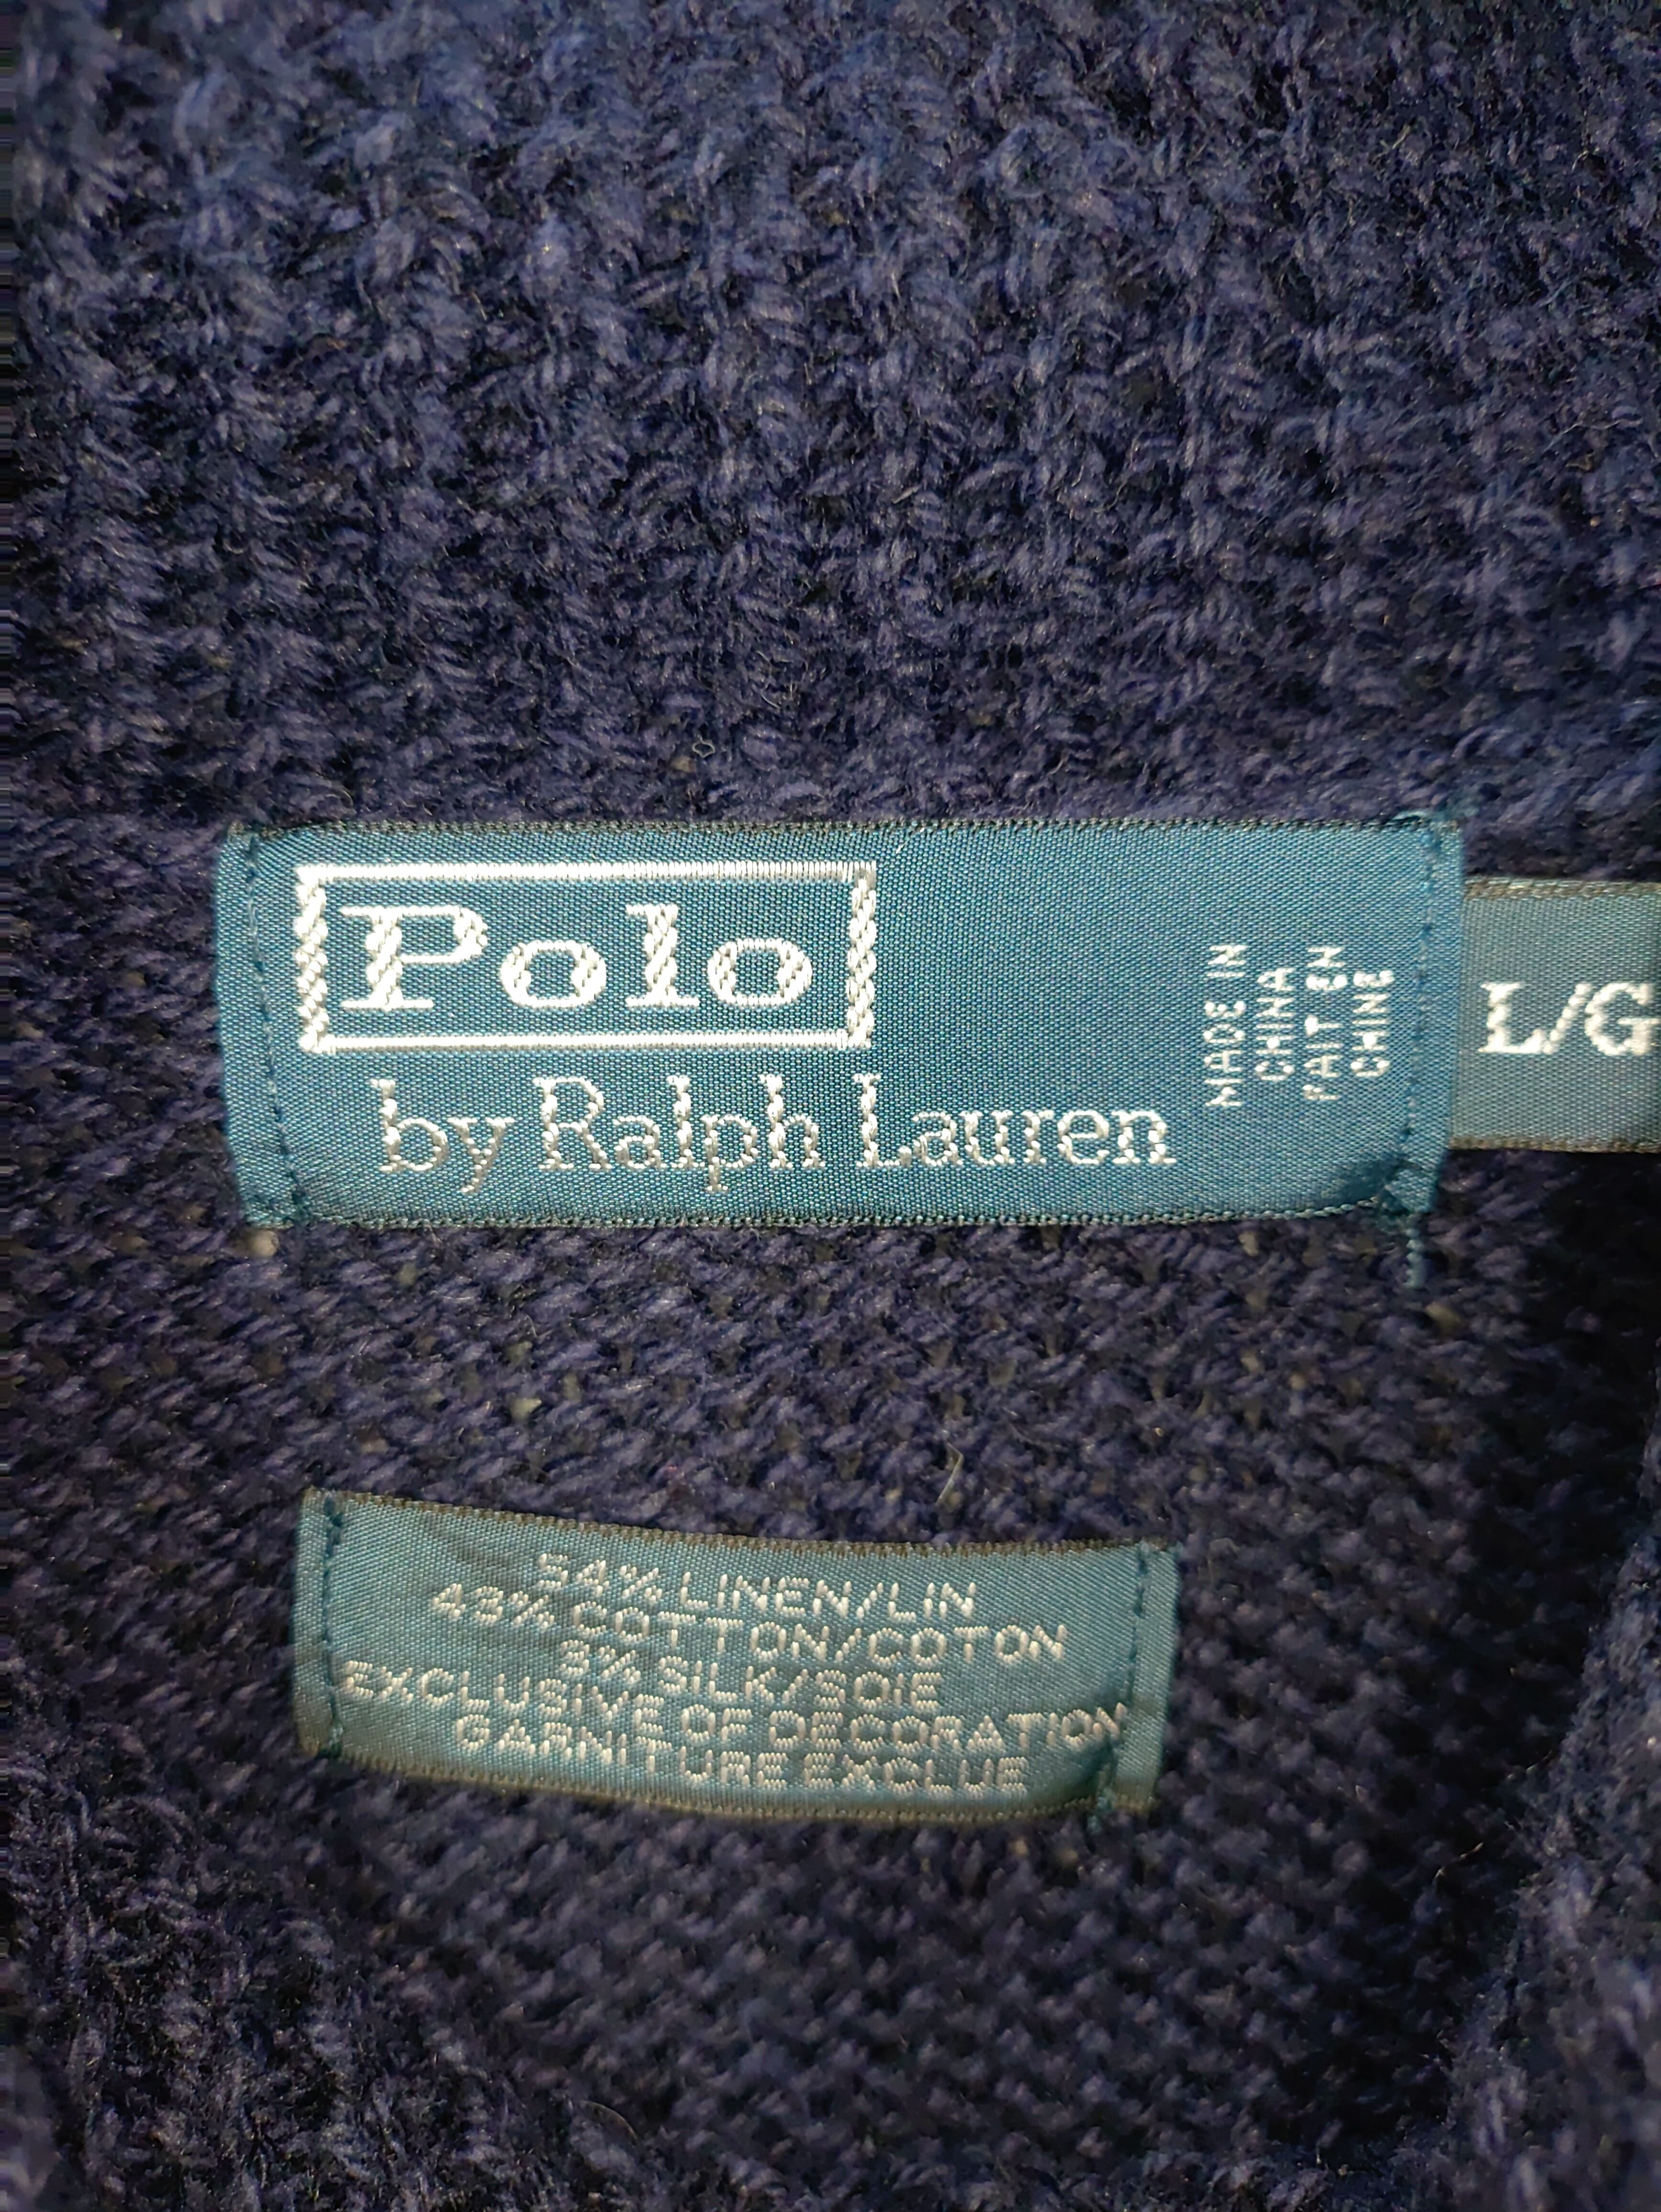 Polo
by Ralph Lauren
MADE IN
CHINA
FAIT EN
CHINE
L/G
54% LINEN/LIN
43% COTTON/COTON
3% SILK/SOIE
EXCLUSIVE OF DECORATION
GARNITURE EXCLUE